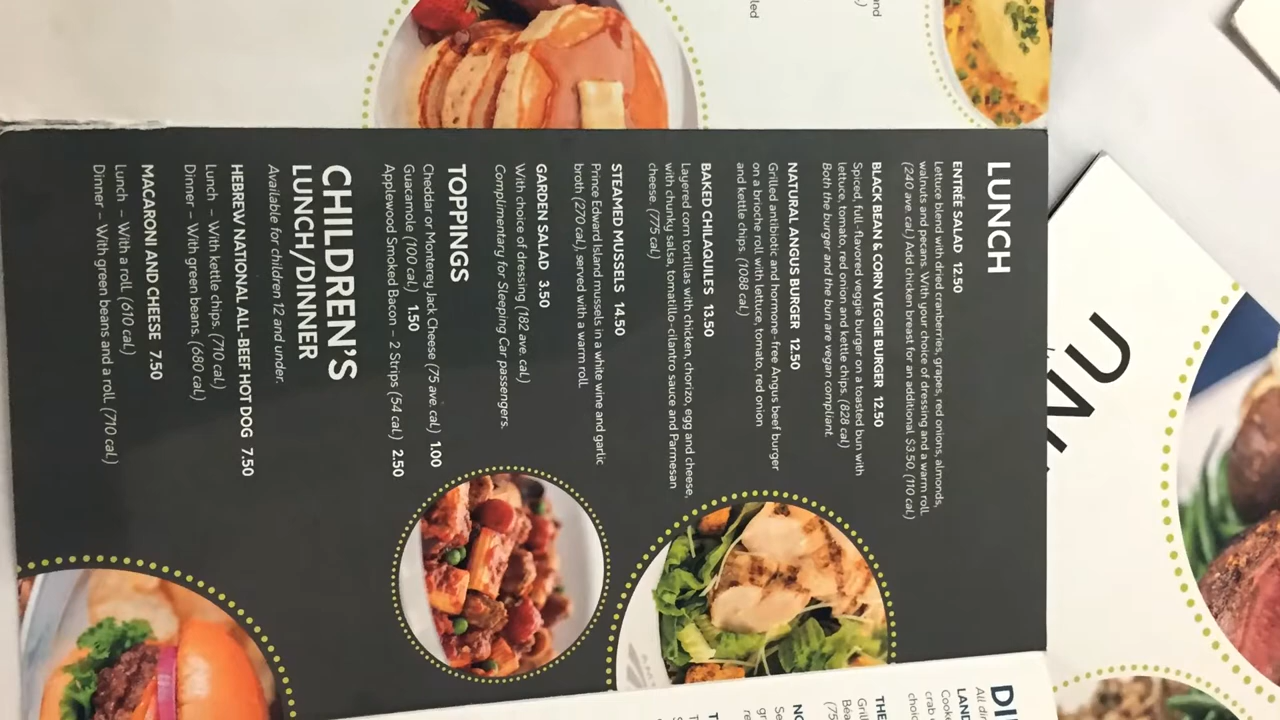 LUNCH
ENTRÉE SALAD 12.50
Lettuce blend with dried cranberries, grapes, red onions, almonds,
walnuts and pecans. With your choice of dressing and a warm roll.
(240 ave. cal.) Add chicken breast for an additional $3.50. (110 cal.)
BLACK BEAN & CORN VEGGIE BURGER 12.50
Spiced, full-flavored veggie burger on a toasted bun with
lettuce, tomato, red onion and kettle chips. (828 cal.)
Both the burger and the bun are vegan compliant.
NATURAL ANGUS BURGER 12.50
Grilled antibiotic and hormone-free Angus beef burger
on a brioche roll with lettuce, tomato, red onion
and kettle chips. (1088 cal.)
BAKED CHILAQUILES 13.50
Layered corn tortillas with chicken, chorizo, egg and cheese,
with chunky salsa, tomatillo-cilantro sauce and Parmesan
cheese. (775 cal.)
STEAMED MUSSELS 14.50
Prince Edward Island mussels in a white wine and garlic
broth (270 cal.), served with a warm roll.
GARDEN SALAD 3.50
With choice of dressing (182 ave. cal.)
Complimentary for Sleeping Car passengers.
TOPPINGS
Cheddar or Monterey Jack Cheese (75 ave. cal.) 1.00
Guacamole (100 cal.) 1.50
Applewood Smoked Bacon – 2 Strips (54 cal.) 2.50
CHILDREN'S
LUNCH/DINNER
Available for children 12 and under.
HEBREW NATIONAL ALL-BEEF HOT DOG 7.50
Lunch – With kettle chips. (710 cal.)
Dinner – With green beans. (680 cal.)
MACARONI AND CHEESE 7.50
Lunch – With a roll. (610 cal.)
Dinner – With green beans and a roll. (710 cal.)
and
NU
LAND
THE